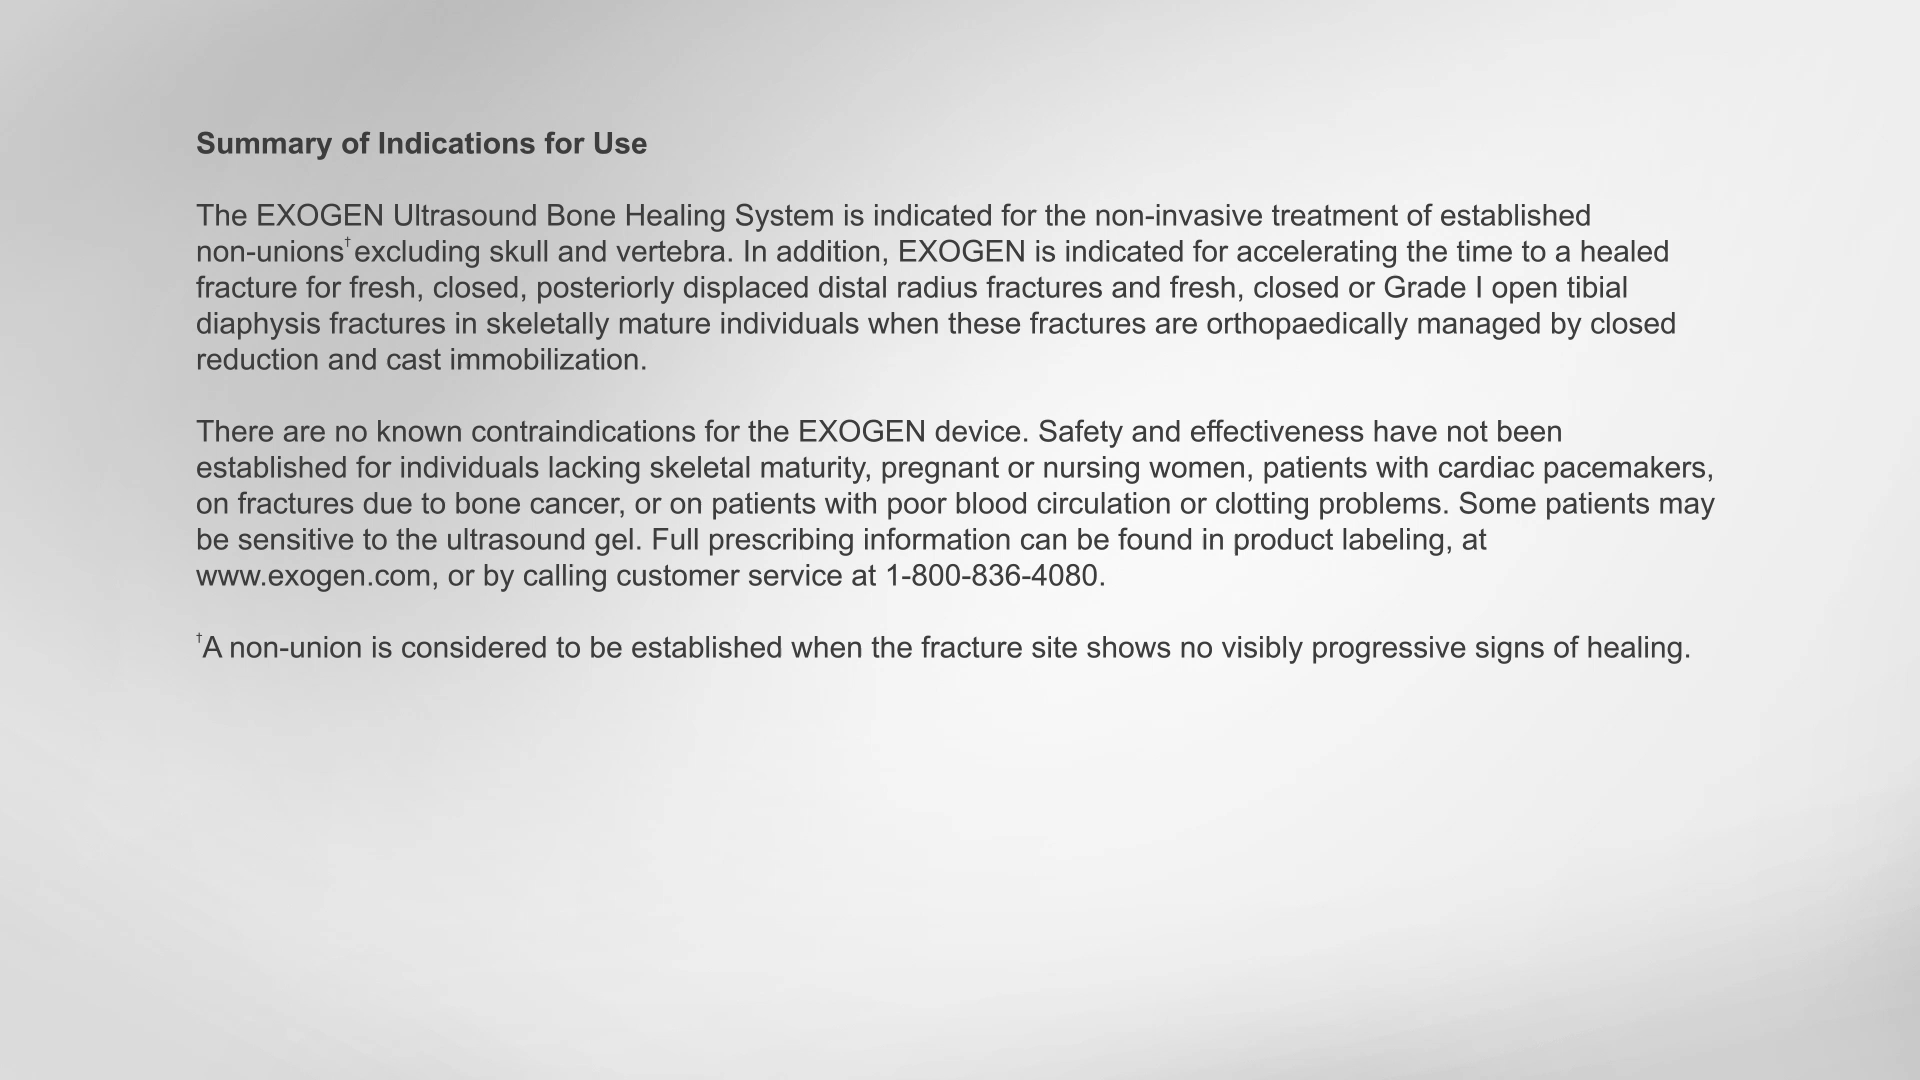 Summary of Indications for Use
The EXOGEN Ultrasound Bone Healing System is indicated for the non-invasive treatment of established
non-unions† excluding skull and vertebra. In addition, EXOGEN is indicated for accelerating the time to a healed
fracture for fresh, closed, posteriorly displaced distal radius fractures and fresh, closed or Grade I open tibial
diaphysis fractures in skeletally mature individuals when these fractures are orthopaedically managed by closed
reduction and cast immobilization.
There are no known contraindications for the EXOGEN device. Safety and effectiveness have not been
established for individuals lacking skeletal maturity, pregnant or nursing women, patients with cardiac pacemakers,
on fractures due to bone cancer, or on patients with poor blood circulation or clotting problems. Some patients may
be sensitive to the ultrasound gel. Full prescribing information can be found in product labeling, at
www.exogen.com, or by calling customer service at 1-800-836-4080.
†A non-union is considered to be established when the fracture site shows no visibly progressive signs of healing.